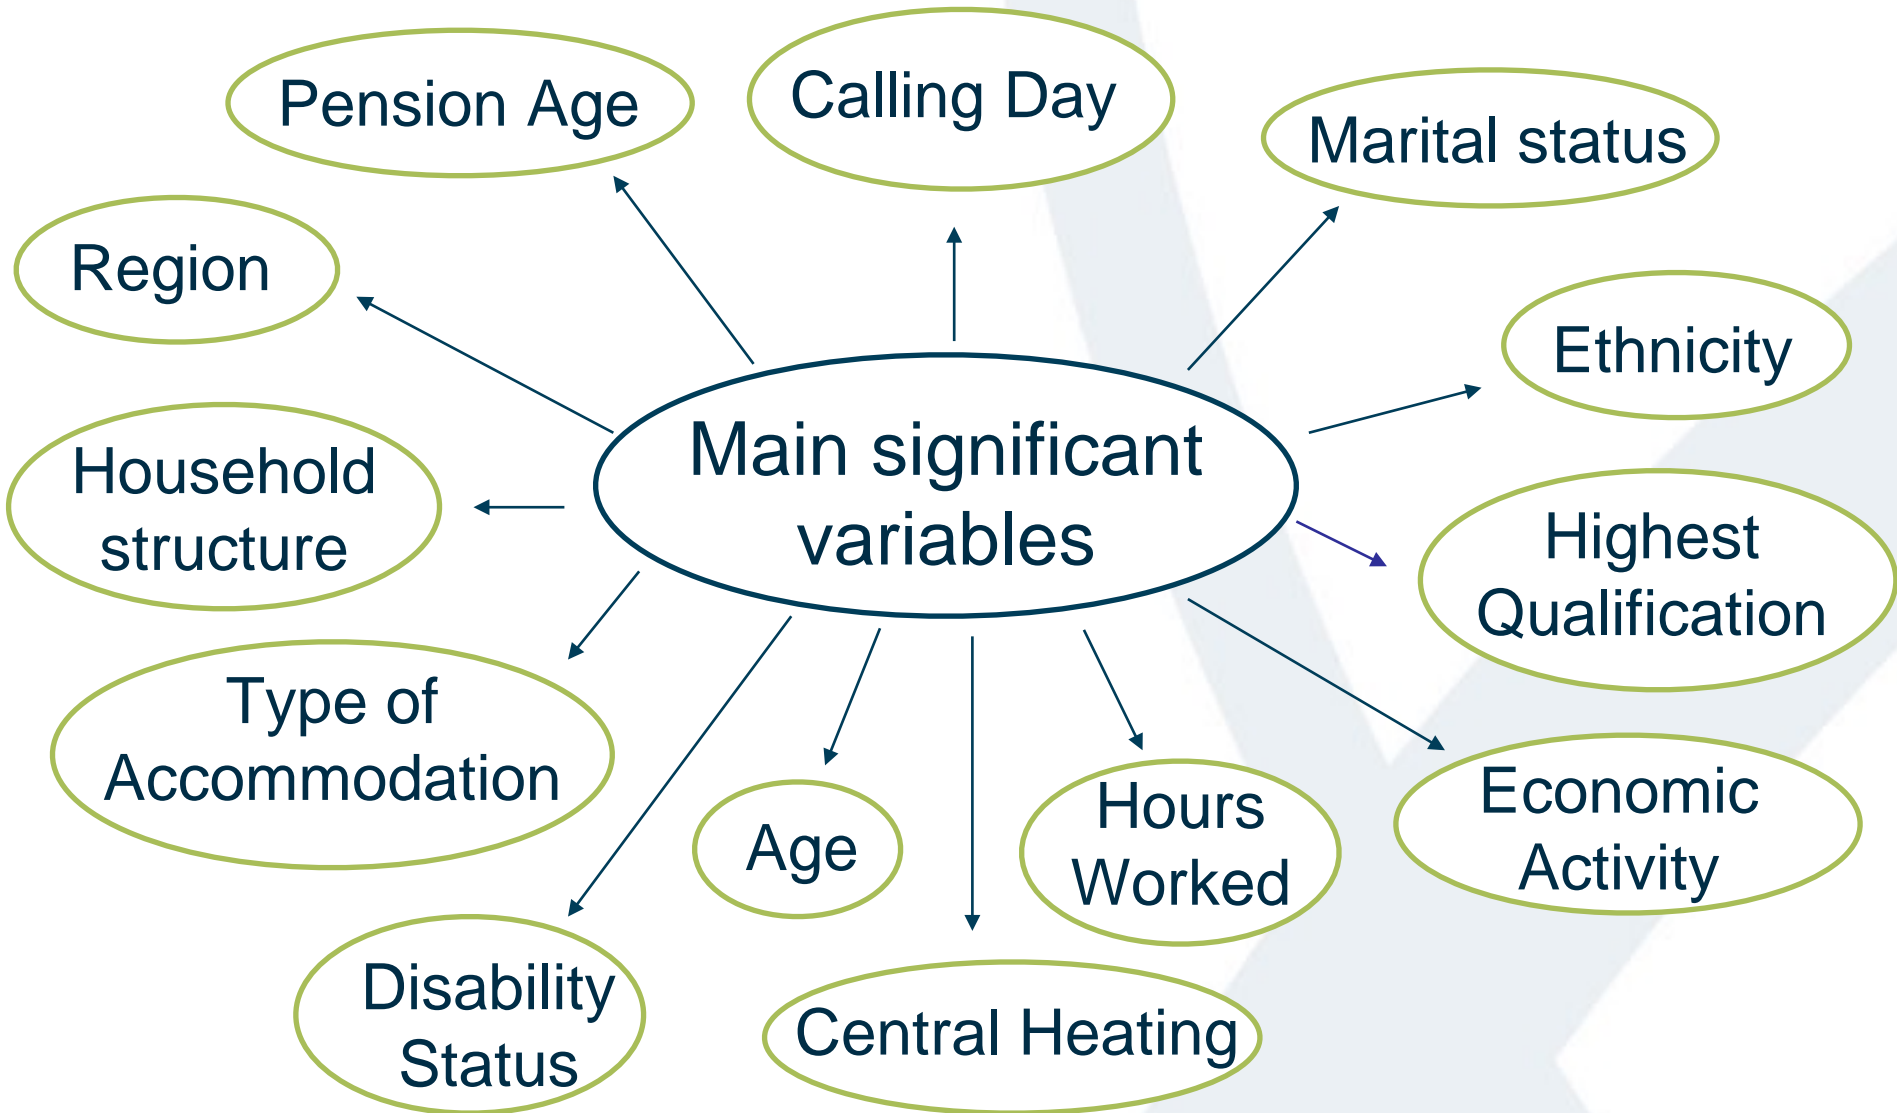 Pension Age
Calling Day
Marital status
Region
Ethnicity
Main significant
variables
Household
structure
Highest
Qualification
Type of
Accommodation
Age
Hours
Worked
Economic
Activity
Disability
Status
Central Heating